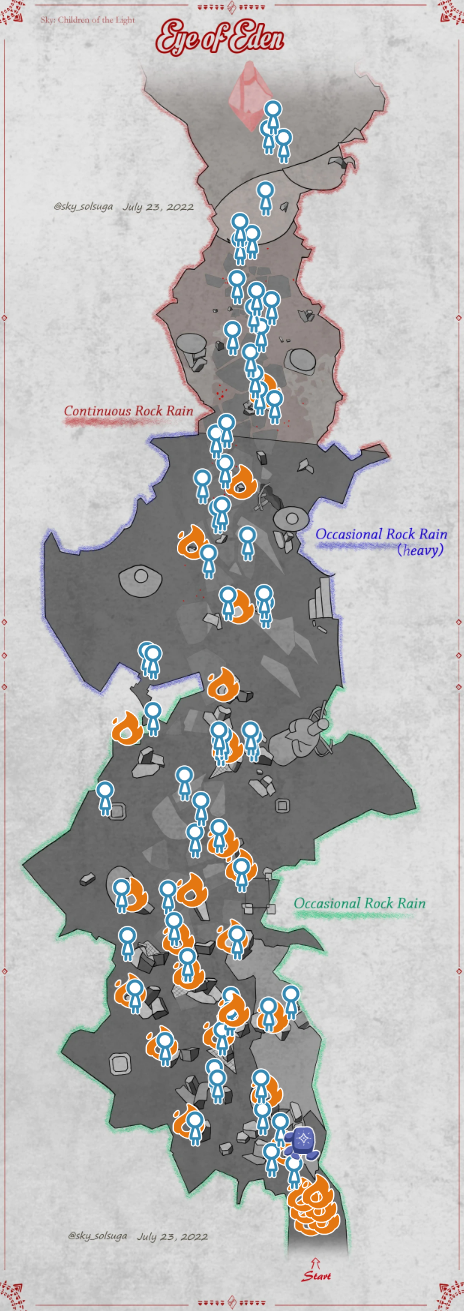 Sky: Children of the Light
Eye of Eden
@sky_solsuga July 23, 2022
Continuous Rock Rain
Occasional Rock Rain
(heavy)
Occasional Rock Rain
@sky_solsuga July 23, 2022
Start